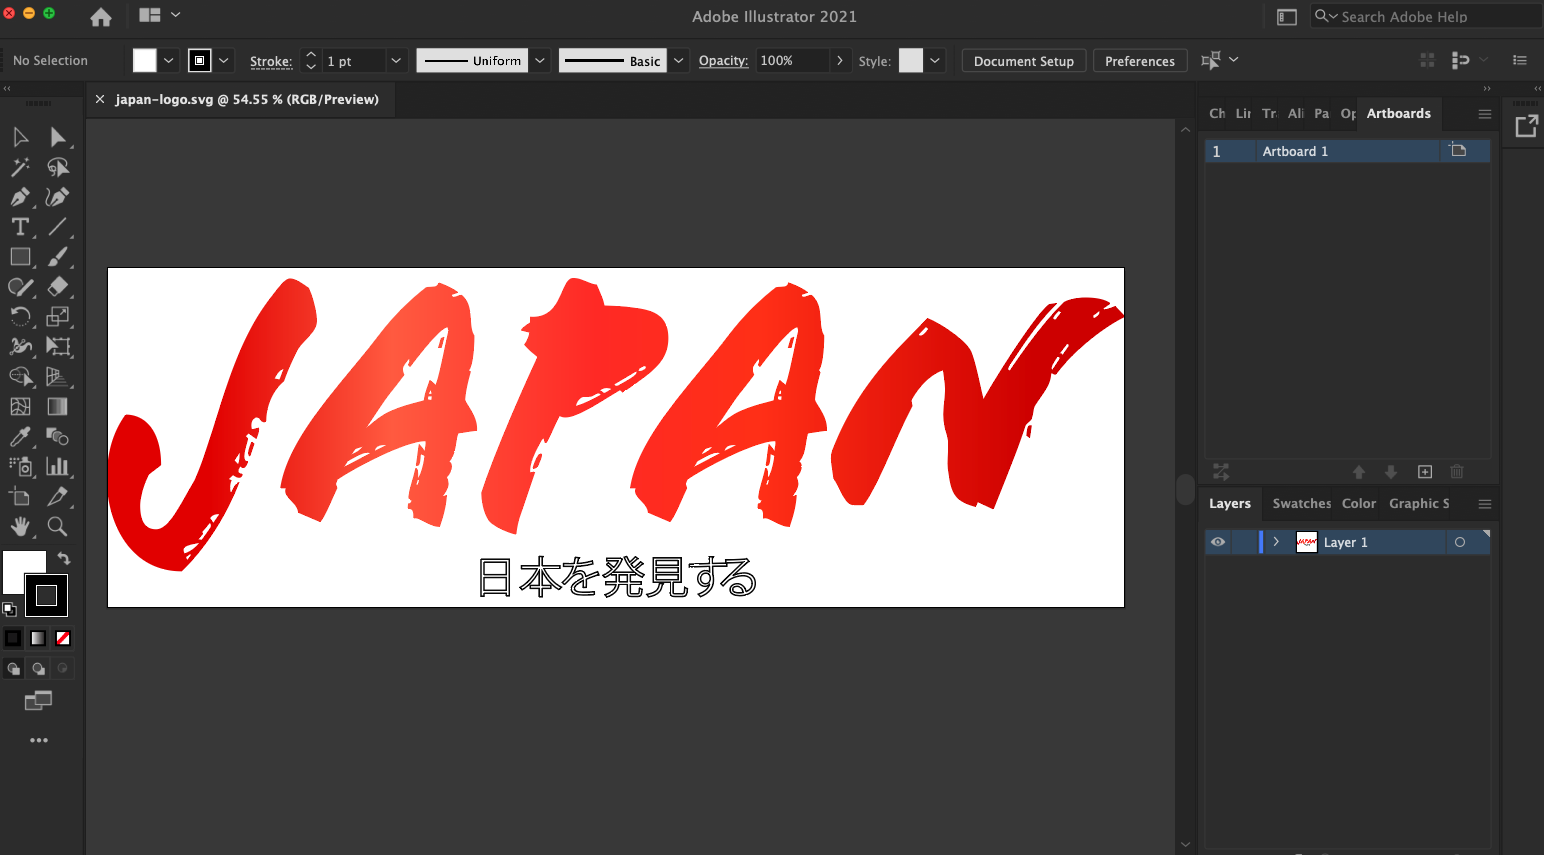 Adobe Illustrator 2021
Search Adobe Help
No Selection
Stroke:
1 pt
Uniform
Basic
Opacity:
100%
Style:
Document Setup
Preferences
japan-logo.svg @ 54.55 % (RGB/Preview)
Ch
Lin
Tr
Ali
Pa
Op
Artboards
1
Artboard 1
JAPAN
日本を発見する
Layers
Swatches
Color
Graphic S
Layer 1